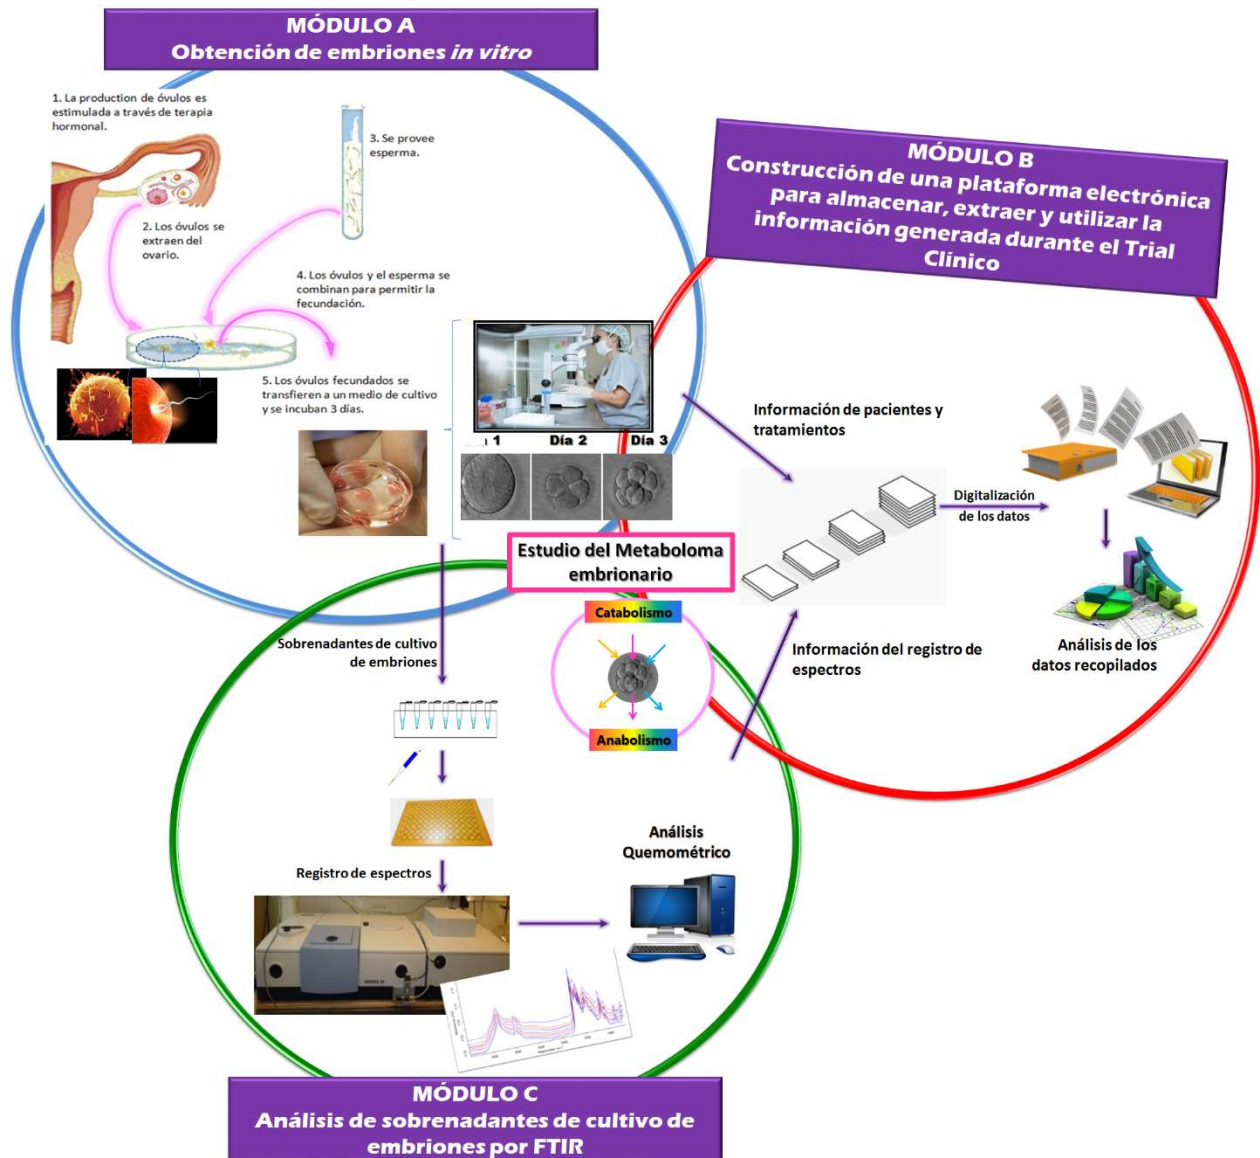 MÓDULO A
Obtención de embriones in vitro
1. La production de óvulos es
estimulada a través de terapia
hormonal.
3. Se provee
esperma.
2. Los óvulos se
extraen del
ovario.
4. Los óvulos y el esperma se
combinan para permitir la
fecundación.
5. Los óvulos fecundados se
transfieren a un medio de cultivo
y se incuban 3 días.
1
Día 2
Día 3
MÓDULO B
Construcción de una plataforma electrónica
para almacenar, extraer y utilizar la
información generada durante el Trial
Clínico
Información de pacientes y
tratamientos
Digitalización
de los datos
Análisis de los
datos recopilados
Información del registro de
espectros
Estudio del Metaboloma
embrionario
Catabolismo
Anabolismo
Sobrenadantes de cultivo
de embriones
Registro de espectros
Análisis
Quemométrico
MÓDULO C
Análisis de sobrenadantes de cultivo de
embriones por FTIR